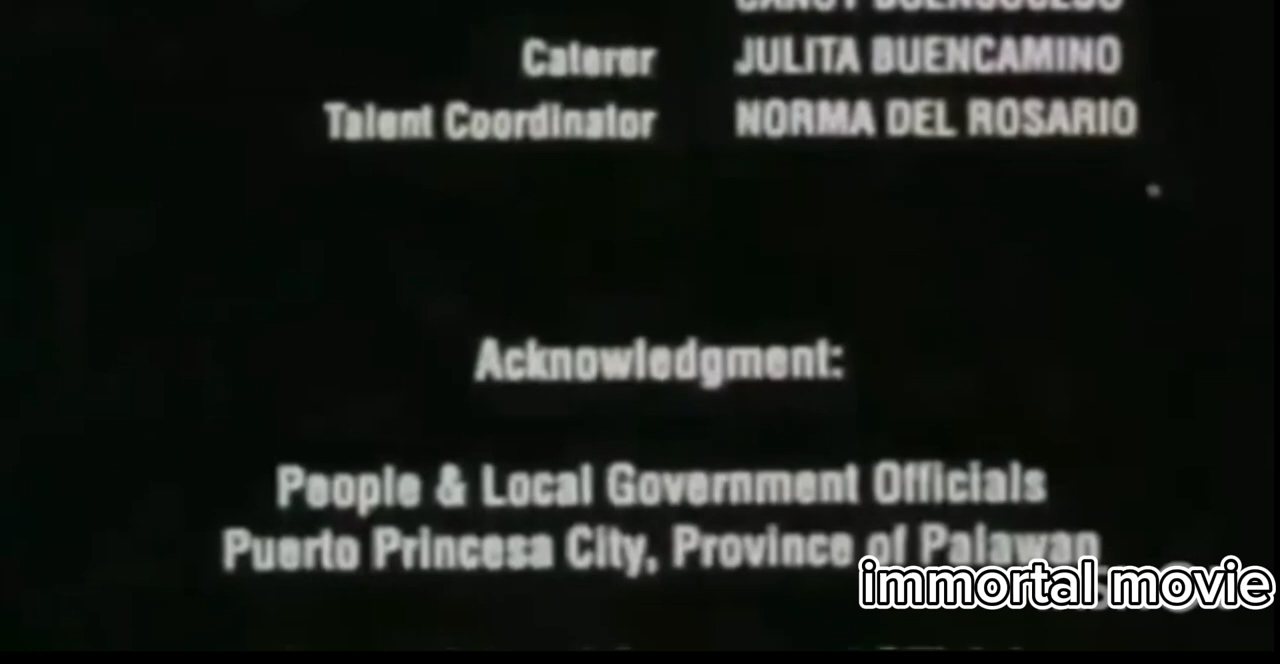 Caterer JULITA BUENCAMINO
Talent Coordinator NORMA DEL ROSARIO
Acknowledgment:
People & Local Government Officials
Puerto Princesa City, Province of Palawan
immortal movie